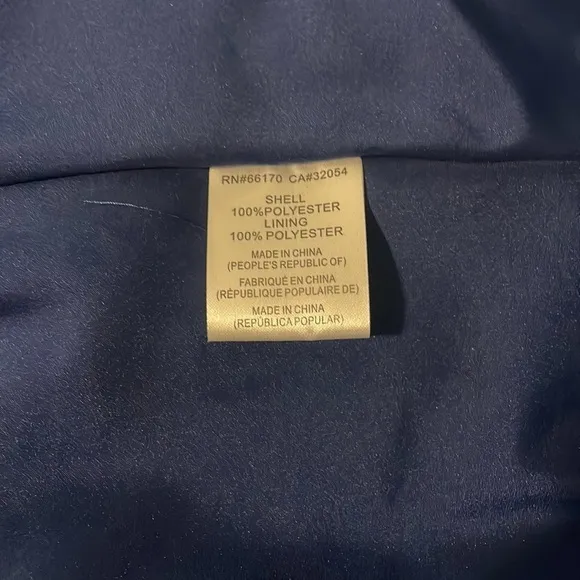 RN#66170 CA#32054
SHELL
100%POLYESTER
LINING
100% POLYESTER
MADE IN CHINA
(PEOPLE'S REPUBLIC OF)
FABRIQUÉ EN CHINA
(RÉPUBLIQUE POPULAIRE DE)
MADE IN CHINA
(REPÚBLICA POPULAR)